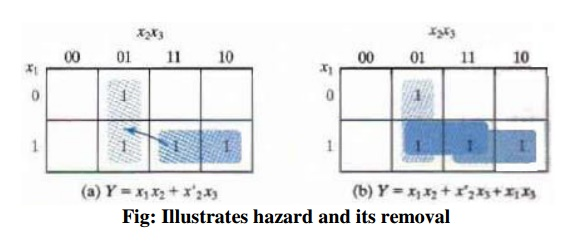 x₂x₃ x₂x₃
00 01 11 10 00 01 11 10
x₁ x₁
0 1 0 1
1 1 1 1 1 1 1 1
(a) Y = x₁x₂ + x'₂x₃ (b) Y = x₁x₂ + x'₂x₃ + x₁x₃
Fig: Illustrates hazard and its removal